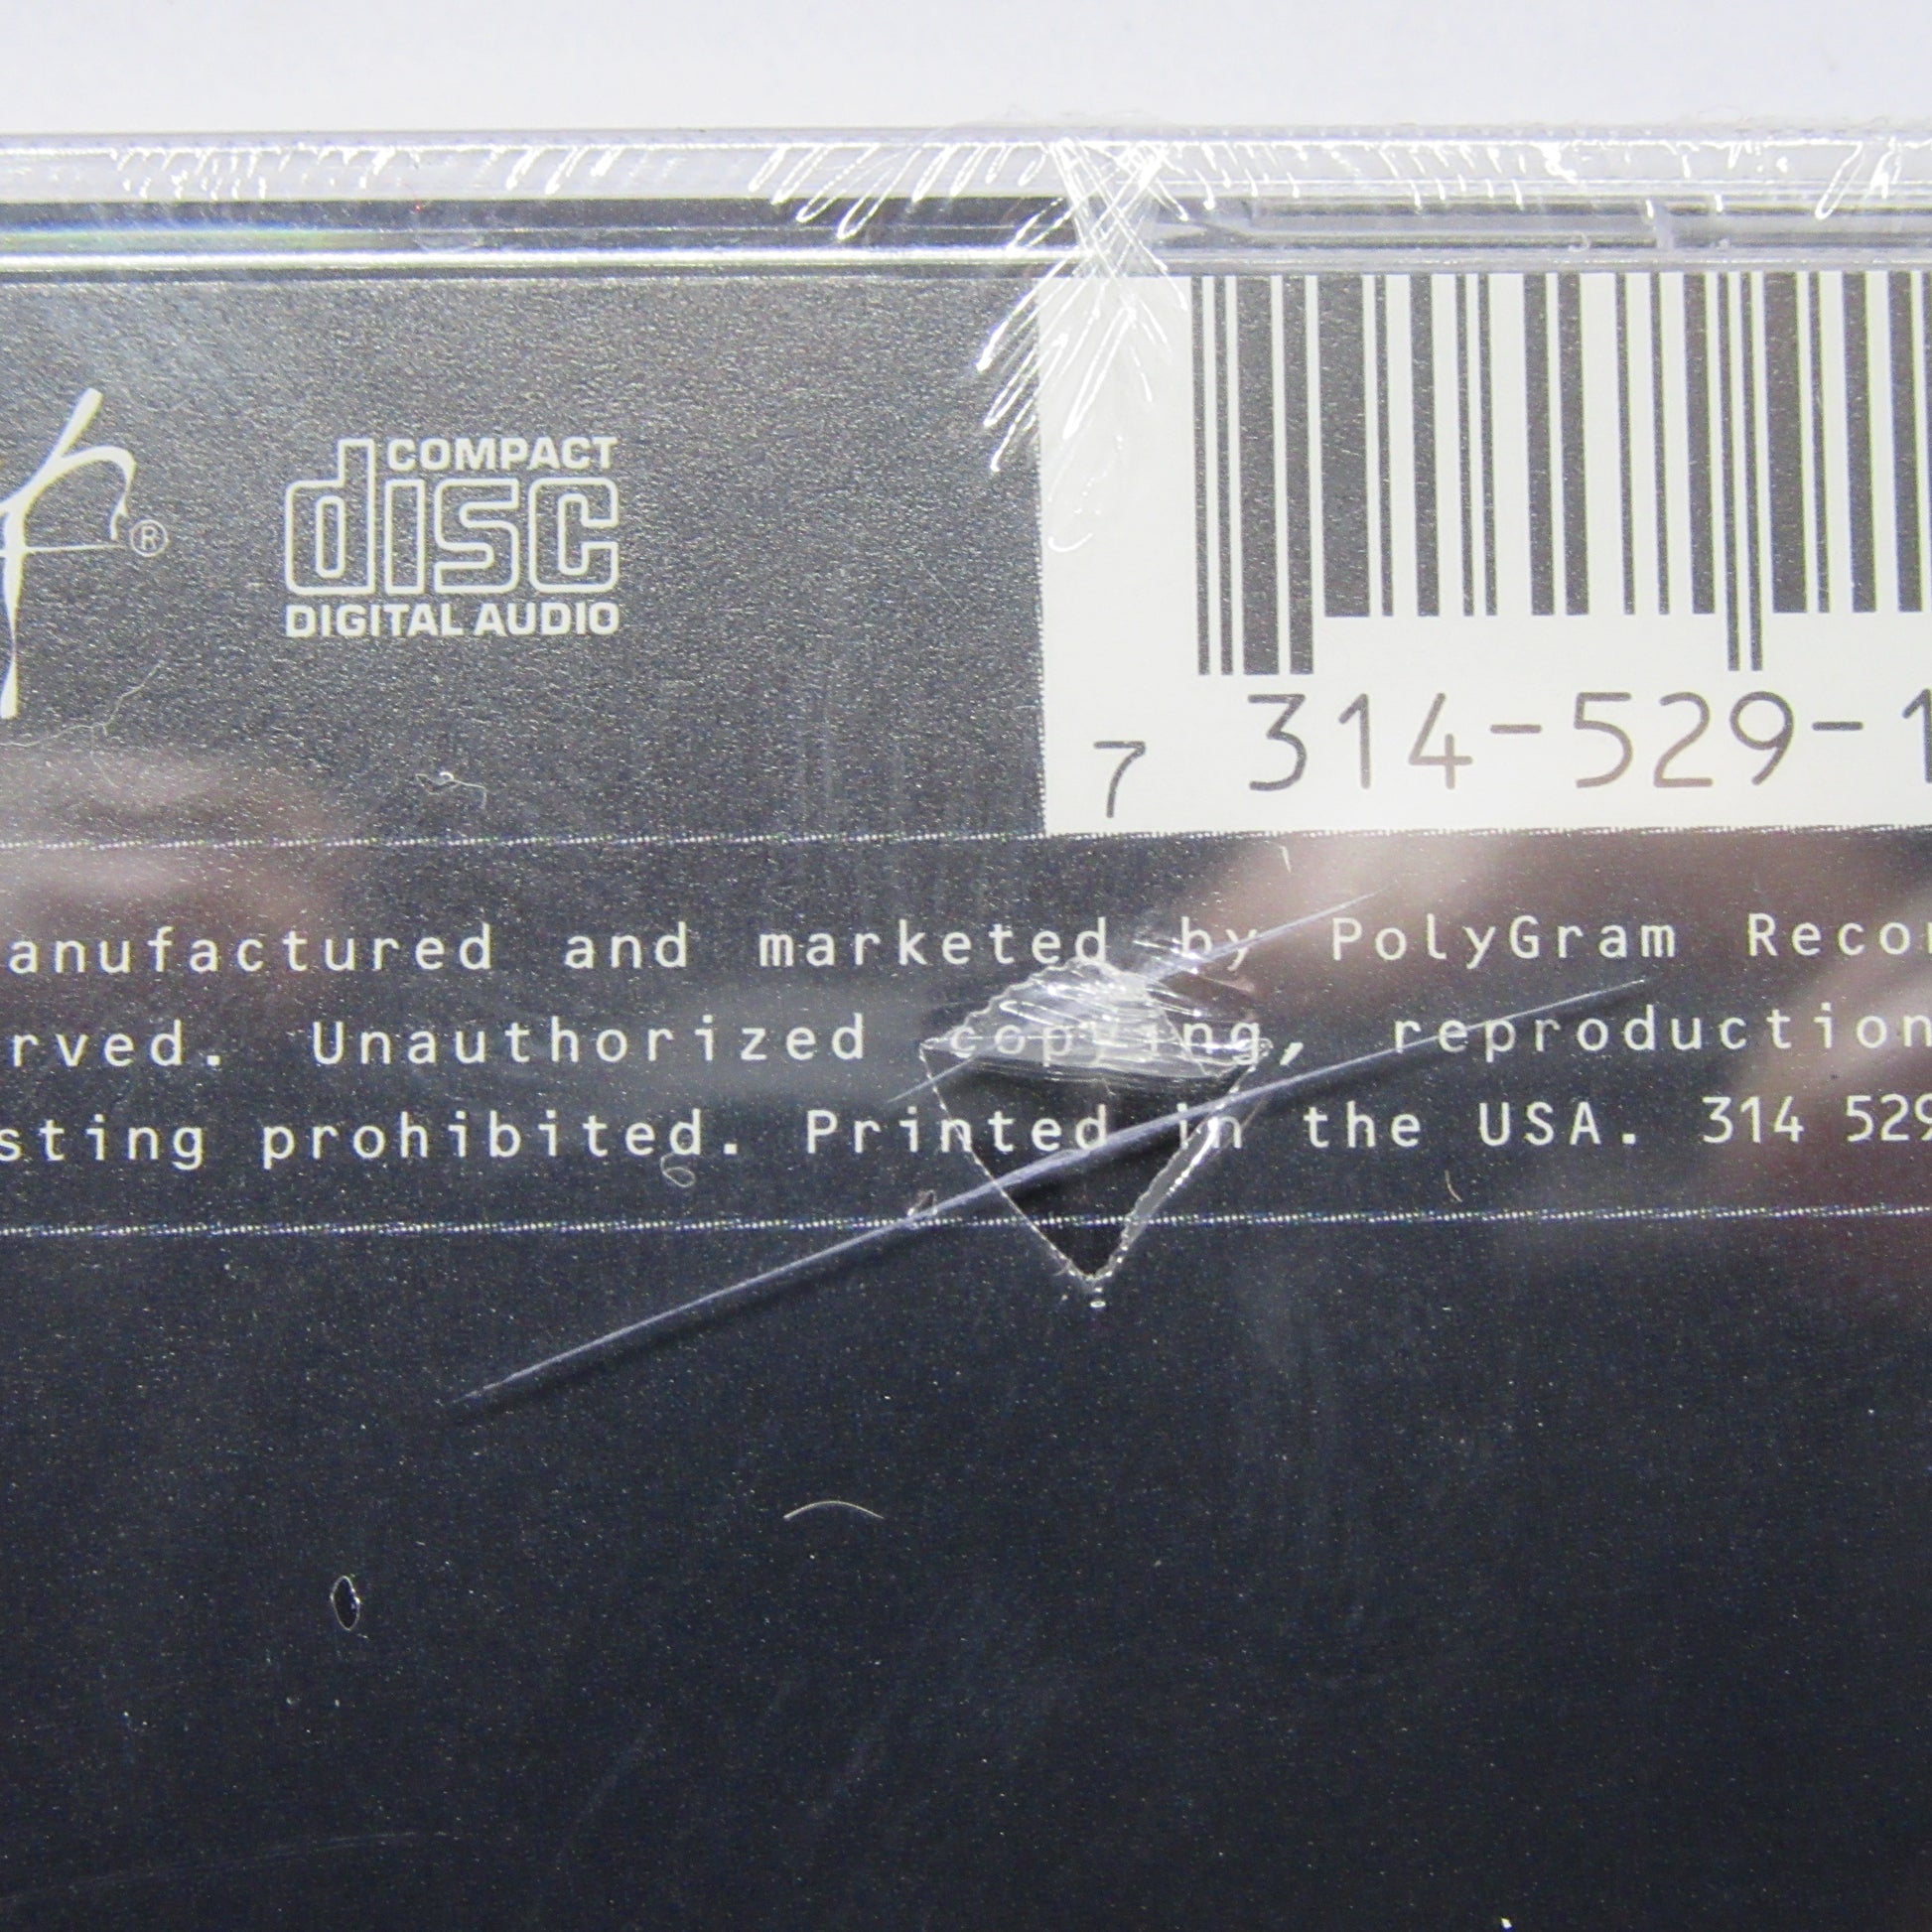 ®
COMPACT
disc
DIGITAL AUDIO
7 314-529-1
anufactured and marketed by PolyGram Recor
rved. Unauthorized copying, reproduction
sting prohibited. Printed in the USA. 314 529